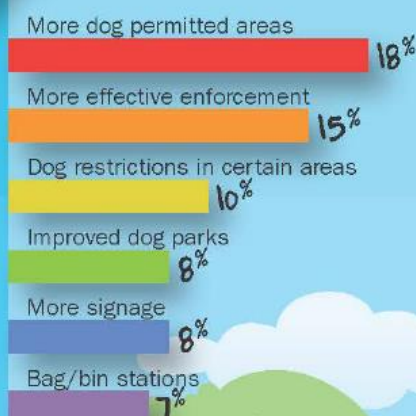 More dog permitted areas
18%
More effective enforcement
15%
Dog restrictions in certain areas
10%
Improved dog parks
8%
More signage
8%
Bag/bin stations
7%